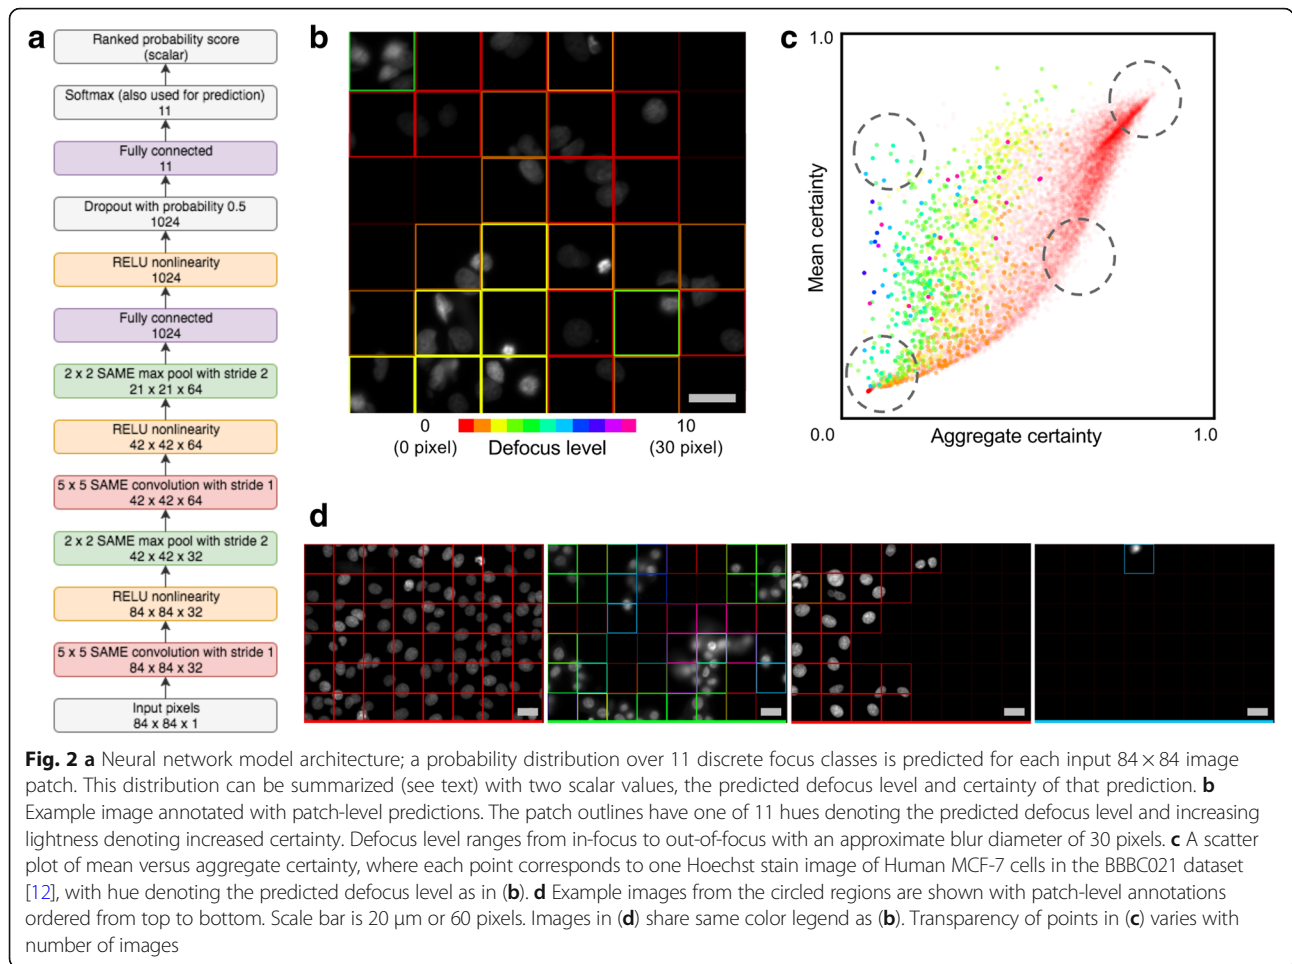 a
Ranked probability score
(scalar)
Softmax (also used for prediction)
11
Fully connected
11
Dropout with probability 0.5
1024
RELU nonlinearity
1024
Fully connected
1024
2 x 2 SAME max pool with stride 2
21 x 21 x 64
RELU nonlinearity
42 x 42 x 64
5 x 5 SAME convolution with stride 1
42 x 42 x 64
2 x 2 SAME max pool with stride 2
42 x 42 x 32
RELU nonlinearity
84 x 84 x 32
5 x 5 SAME convolution with stride 1
84 x 84 x 32
Input pixels
84 x 84 x 1
b
0
10
(0 pixel)
Defocus level
(30 pixel)
c
1.0
Mean certainty
0.0
Aggregate certainty
1.0
d
Fig. 2 a Neural network model architecture; a probability distribution over 11 discrete focus classes is predicted for each input 84 × 84 image
patch. This distribution can be summarized (see text) with two scalar values, the predicted defocus level and certainty of that prediction. b
Example image annotated with patch-level predictions. The patch outlines have one of 11 hues denoting the predicted defocus level and increasing
lightness denoting increased certainty. Defocus level ranges from in-focus to out-of-focus with an approximate blur diameter of 30 pixels. c A scatter
plot of mean versus aggregate certainty, where each point corresponds to one Hoechst stain image of Human MCF-7 cells in the BBBC021 dataset
[12], with hue denoting the predicted defocus level as in (b). d Example images from the circled regions are shown with patch-level annotations
ordered from top to bottom. Scale bar is 20 μm or 60 pixels. Images in (d) share same color legend as (b). Transparency of points in (c) varies with
number of images